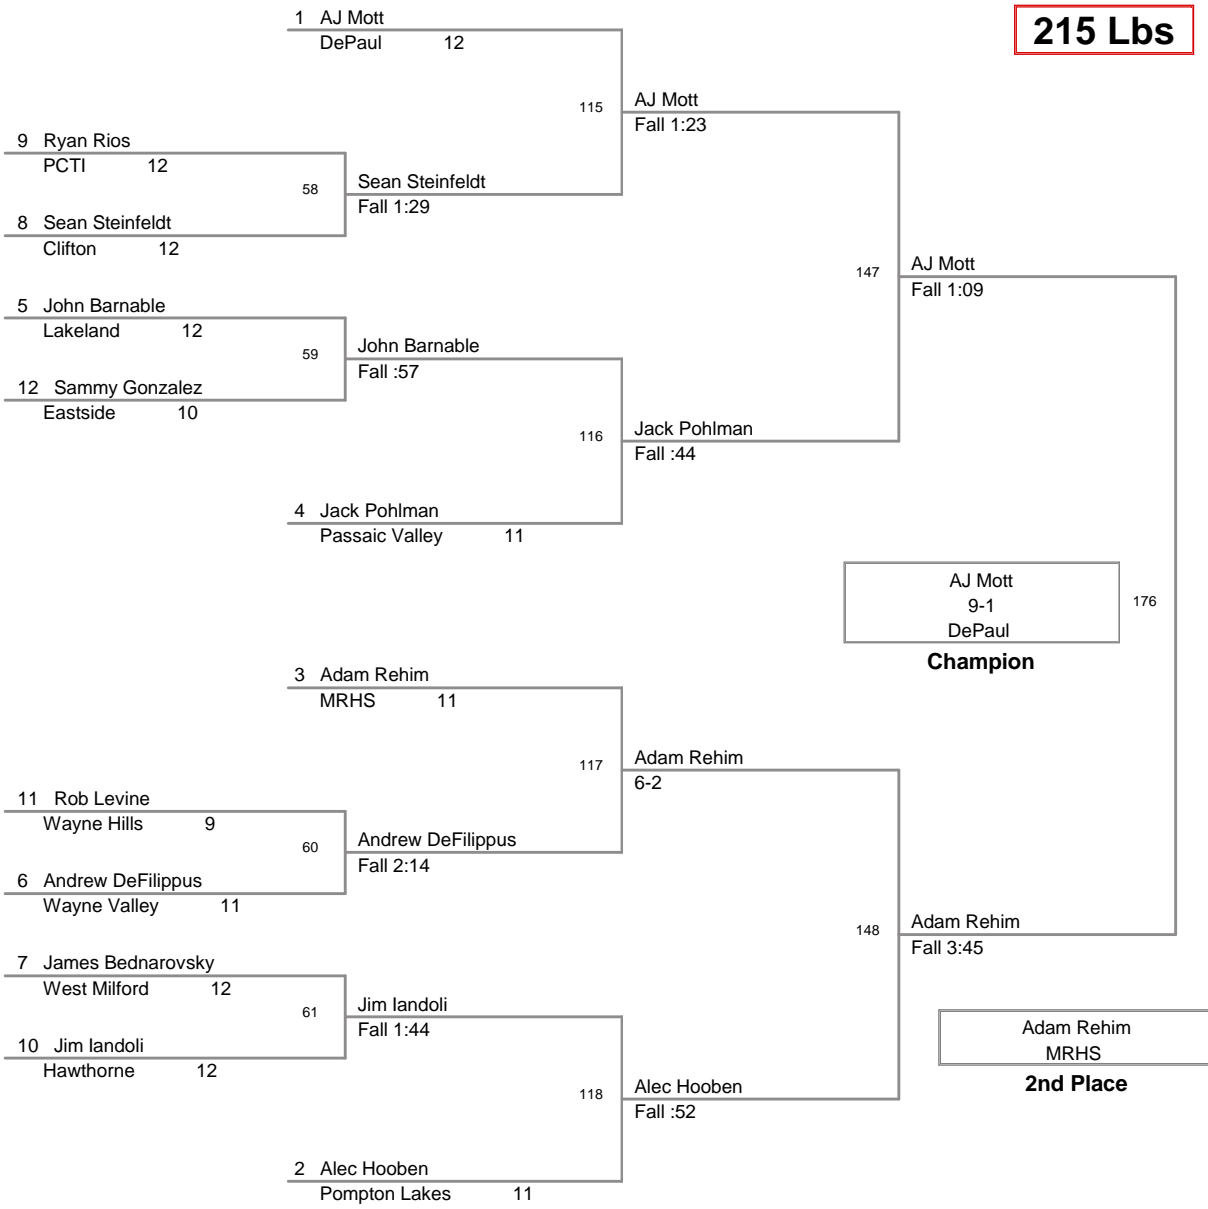 215 Lbs
1 AJ Mott
DePaul 12
115
AJ Mott
Fall 1:23
9 Ryan Rios
PCTI 12
58
Sean Steinfeldt
Fall 1:29
8 Sean Steinfeldt
Clifton 12
147
AJ Mott
Fall 1:09
5 John Barnable
Lakeland 12
59
John Barnable
Fall :57
12 Sammy Gonzalez
Eastside 10
116
Jack Pohlman
Fall :44
4 Jack Pohlman
Passaic Valley 11
AJ Mott
9-1
DePaul
Champion
176
3 Adam Rehim
MRHS 11
117
Adam Rehim
6-2
11 Rob Levine
Wayne Hills 9
60
Andrew DeFilippus
Fall 2:14
6 Andrew DeFilippus
Wayne Valley 11
148
Adam Rehim
Fall 3:45
7 James Bednarovsky
West Milford 12
61
Jim Iandoli
Fall 1:44
10 Jim Iandoli
Hawthorne 12
Adam Rehim
MRHS
2nd Place
118
Alec Hooben
Fall :52
2 Alec Hooben
Pompton Lakes 11